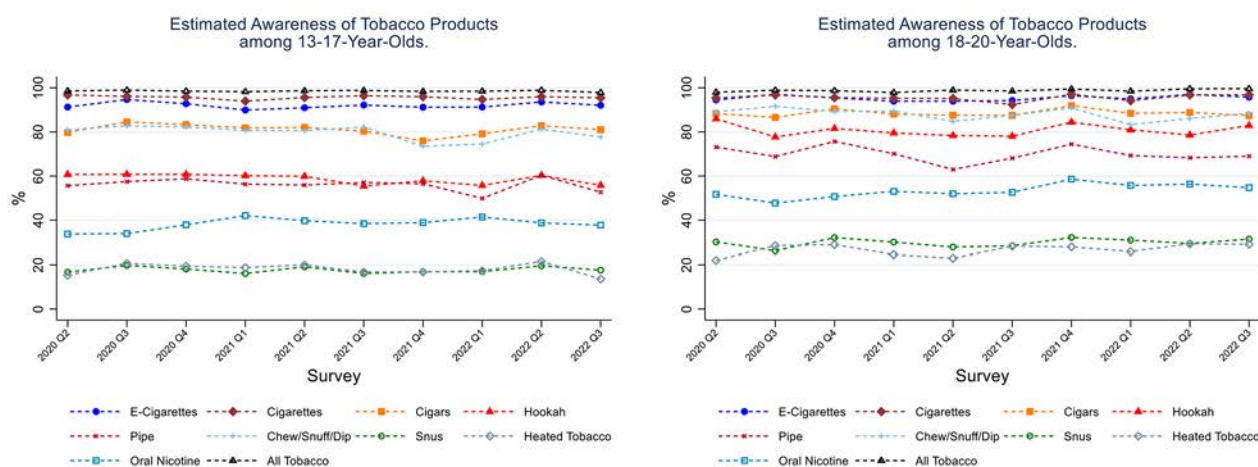 Estimated Awareness of Tobacco Products
among 13-17-Year-Olds.
100
80
60
40
20
0
%
2020 Q2
2020 Q3
2020 Q4
2021 Q1
2021 Q2
2021 Q3
2021 Q4
2022 Q1
2022 Q2
2022 Q3
Survey
E-Cigarettes
Cigarettes
Cigars
Hookah
Pipe
Chew/Snuff/Dip
Snus
Heated Tobacco
Oral Nicotine
All Tobacco
Estimated Awareness of Tobacco Products
among 18-20-Year-Olds.
100
80
60
40
20
0
%
2020 Q2
2020 Q3
2020 Q4
2021 Q1
2021 Q2
2021 Q3
2021 Q4
2022 Q1
2022 Q2
2022 Q3
Survey
E-Cigarettes
Cigarettes
Cigars
Hookah
Pipe
Chew/Snuff/Dip
Snus
Heated Tobacco
Oral Nicotine
All Tobacco